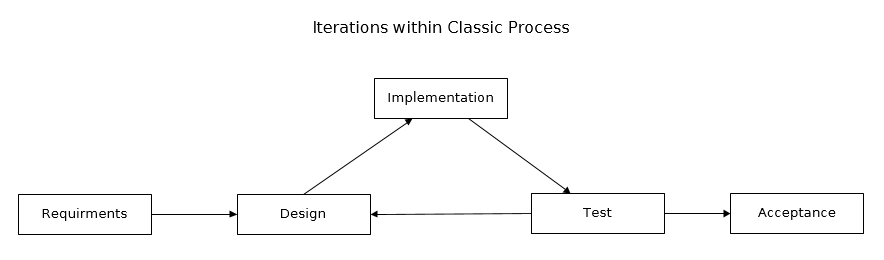 Iterations within Classic Process
Implementation
Requirments
Design
Test
Acceptance